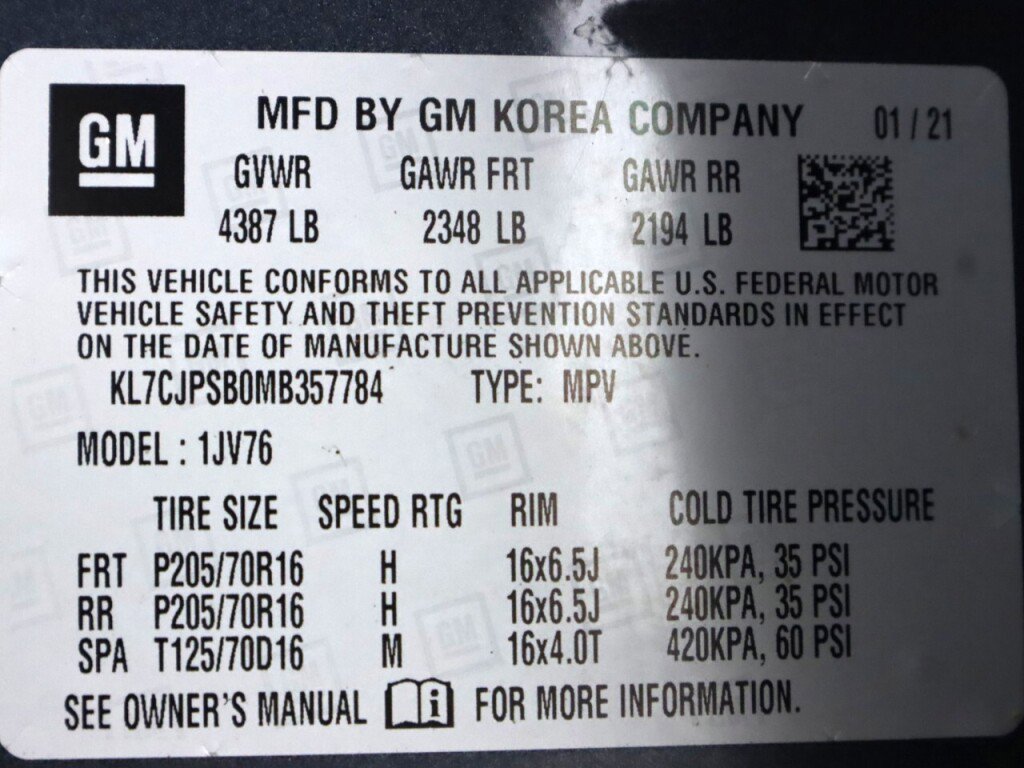 GM MFD BY GM KOREA COMPANY 01 / 21
GVWR GAWR FRT GAWR RR
4387 LB 2348 LB 2194 LB
THIS VEHICLE CONFORMS TO ALL APPLICABLE U.S. FEDERAL MOTOR
VEHICLE SAFETY AND THEFT PREVENTION STANDARDS IN EFFECT
ON THE DATE OF MANUFACTURE SHOWN ABOVE.
KL7CJPSB0MB357784 TYPE: MPV
MODEL : 1JV76
TIRE SIZE SPEED RTG RIM COLD TIRE PRESSURE
FRT P205/70R16 H 16x6.5J 240KPA, 35 PSI
RR P205/70R16 H 16x6.5J 240KPA, 35 PSI
SPA T125/70D16 M 16x4.0T 420KPA, 60 PSI
SEE OWNER'S MANUAL i FOR MORE INFORMATION.